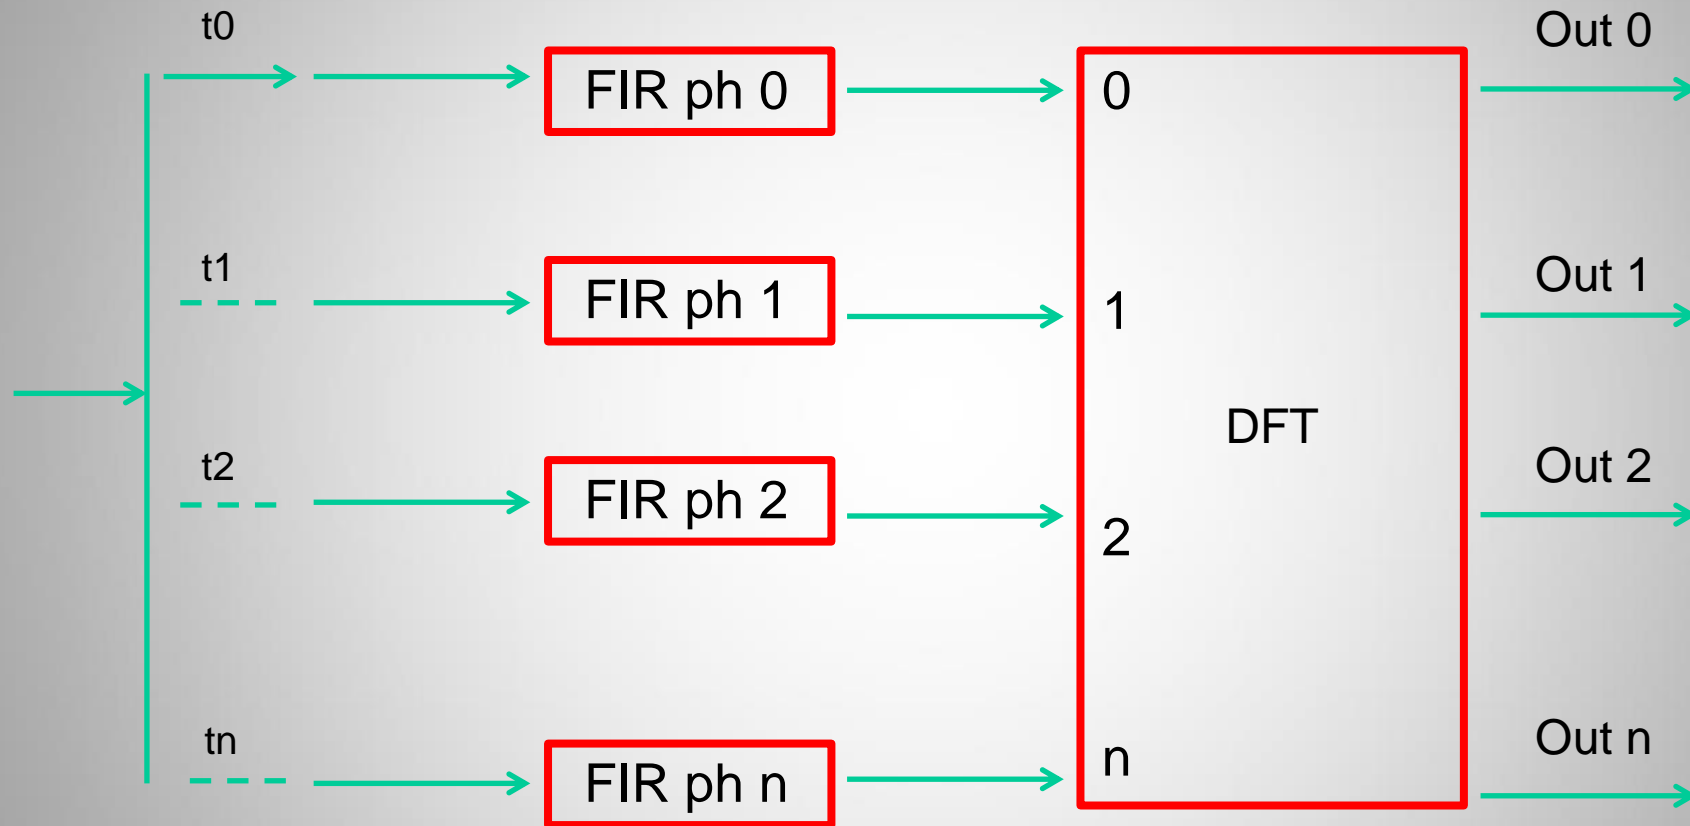 t0
Out 0
FIR ph 0
0
t1
Out 1
FIR ph 1
1
DFT
t2
Out 2
FIR ph 2
2
tn
Out n
FIR ph n
n